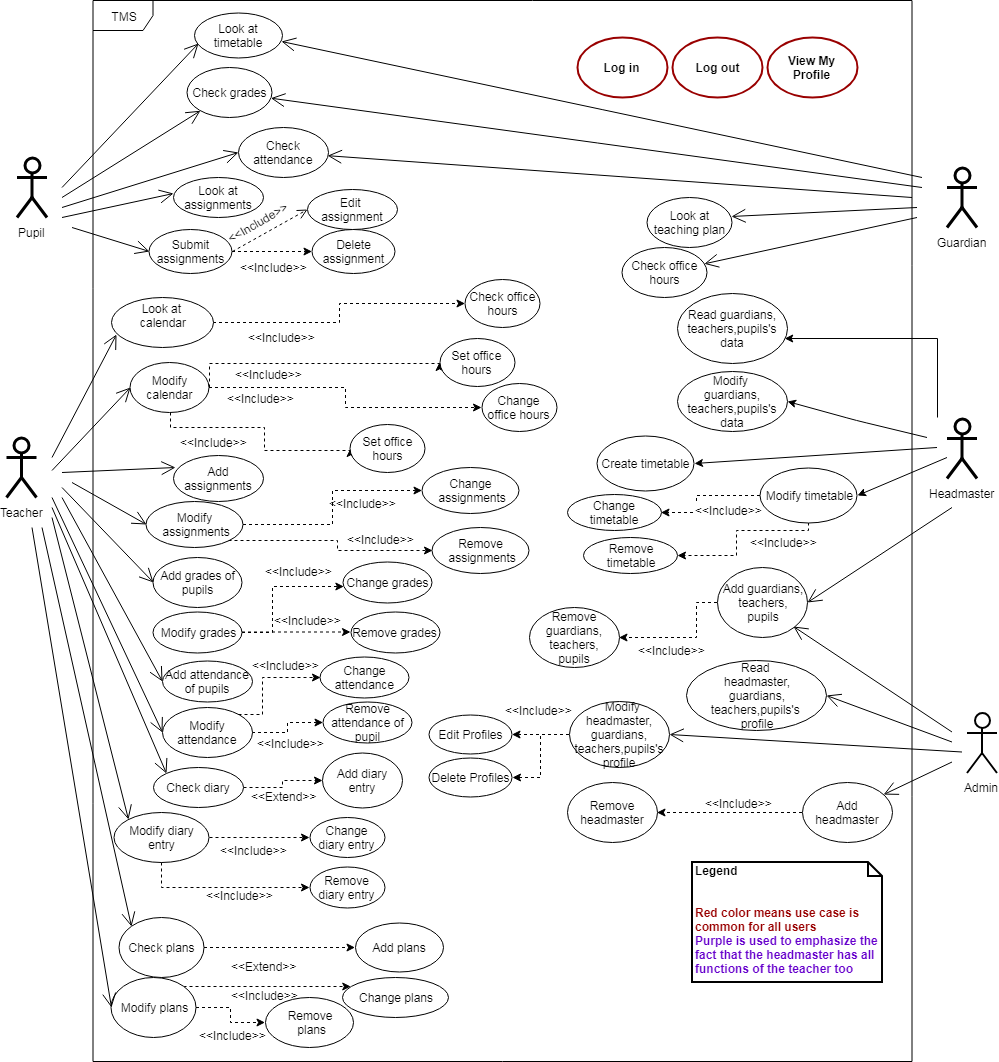 TMS
Look at
timetable
Log in
Log out
View My
Profile
Check grades
Check
attendance
Look at
assignments
Pupil
Guardian
Edit
assignment
<<Include>>
Submit
assignments
Delete
assignment
<<Include>>
Look at
teaching plan
Check office
hours
Look at
calendar
Check office
hours
<<Include>>
Read guardians,
teachers,pupils's
data
Modify
calendar
Set office
hours
<<Include>>
<<Include>>
Change
office hours
Modify
guardians,
teachers,pupils's
data
<<Include>>
Set office
hours
Teacher
Headmaster
Create timetable
Add
assignments
Change
assignments
<<Include>>
Modify timetable
Change
timetable
<<Include>>
Modify
assignments
<<Include>>
Remove
assignments
Remove
timetable
<<Include>>
Add grades of
pupils
<<Include>>
Change grades
Add guardians,
teachers,
pupils
Modify grades
<<Include>>
Remove grades
Remove
guardians,
teachers,
pupils
<<Include>>
Add attendance
of pupils
<<Include>>
Change
attendance
Read
headmaster,
guardians,
teachers,pupils's
profile
Modify
attendance
<<Include>>
Remove
attendance of
pupil
Edit Profiles
<<Include>>
Modify
headmaster,
guardians,
teachers,pupils's
profile
Delete Profiles
Admin
Check diary
<<Extend>>
Add diary
entry
Remove
headmaster
<<Include>>
Add
headmaster
Modify diary
entry
<<Include>>
Change
diary entry
<<Include>>
Remove
diary entry
Legend
Red color means use case is
common for all users
Purple is used to emphasize the
fact that the headmaster has all
functions of the teacher too
Check plans
<<Extend>>
Add plans
Modify plans
<<Include>>
Change plans
<<Include>>
Remove
plans